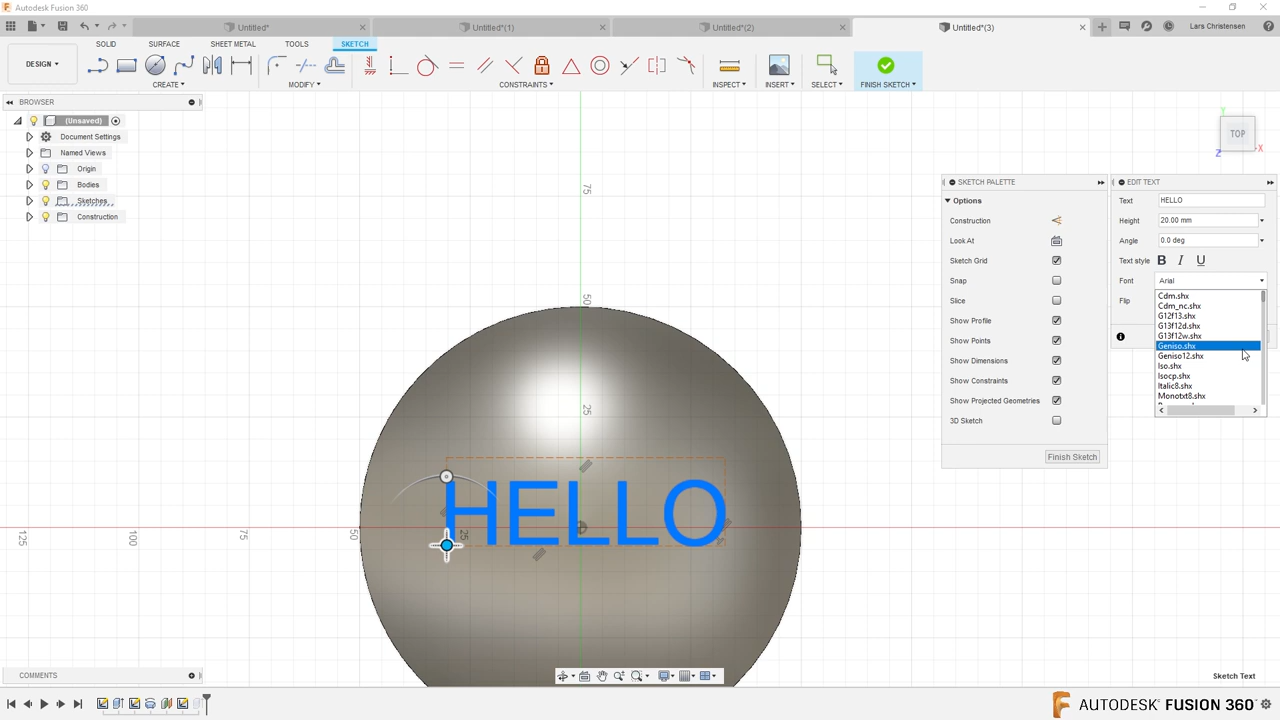 Autodesk Fusion 360
Untitled*
Untitled*(1)
Untitled*(2)
Untitled*(3)
Lars Christensen
DESIGN
SOLID
SURFACE
SHEET METAL
TOOLS
SKETCH
CREATE
MODIFY
CONSTRAINTS
INSPECT
INSERT
SELECT
FINISH SKETCH
BROWSER
(Unsaved)
Document Settings
Named Views
Origin
Bodies
Sketches
Construction
TOP
X
Y
Z
SKETCH PALETTE
Options
Construction
Look At
Sketch Grid
Snap
Slice
Show Profile
Show Points
Show Dimensions
Show Constraints
Show Projected Geometries
3D Sketch
Finish Sketch
EDIT TEXT
Text HELLO
Height 20.00 mm
Angle 0.0 deg
Text style B I U
Font Arial
Flip
Cdm.shx
Cdm_nc.shx
G12f13.shx
G13f12d.shx
G13f12w.shx
Geniso.shx
Geniso12.shx
Iso.shx
Isocp.shx
Italic8.shx
Monotxt8.shx
75
50
25
HELLO
125
100
75
50
25
COMMENTS
Sketch Text
AUTODESK FUSION 360